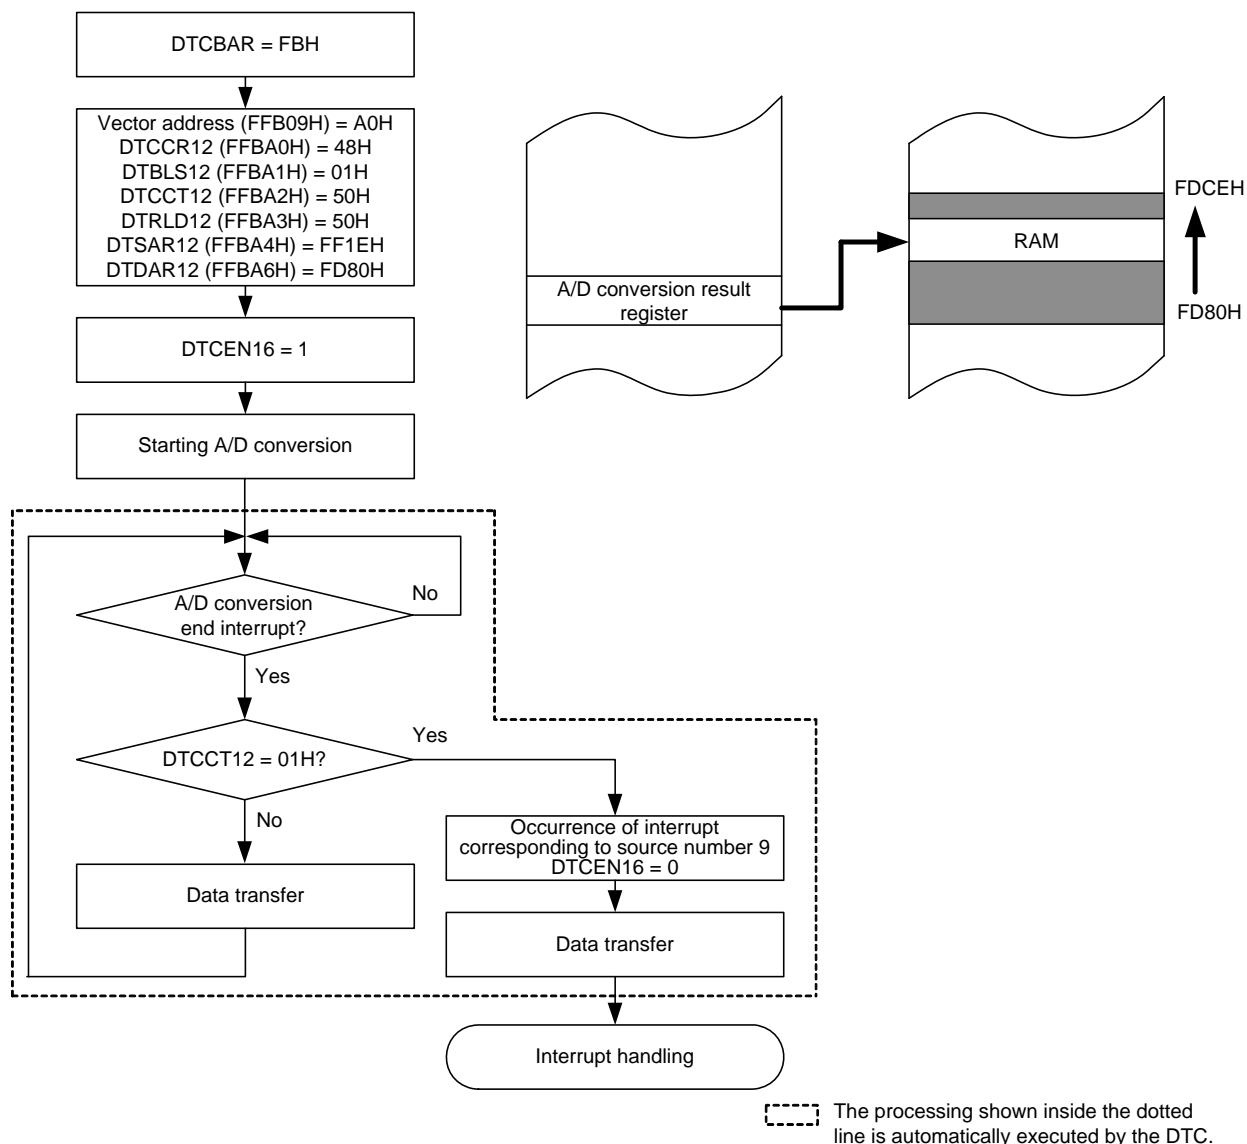 DTCBAR = FBH
Vector address (FFB09H) = A0H
DTCCR12 (FFBA0H) = 48H
DTBLS12 (FFBA1H) = 01H
DTCCT12 (FFBA2H) = 50H
DTRLD12 (FFBA3H) = 50H
DTSAR12 (FFBA4H) = FF1EH
DTDAR12 (FFBA6H) = FD80H
DTCEN16 = 1
Starting A/D conversion
A/D conversion
end interrupt?
No
Yes
DTCCT12 = 01H?
Yes
No
Data transfer
Occurrence of interrupt
corresponding to source number 9
DTCEN16 = 0
Data transfer
Interrupt handling
A/D conversion result
register
RAM
FDCEH
FD80H
The processing shown inside the dotted
line is automatically executed by the DTC.